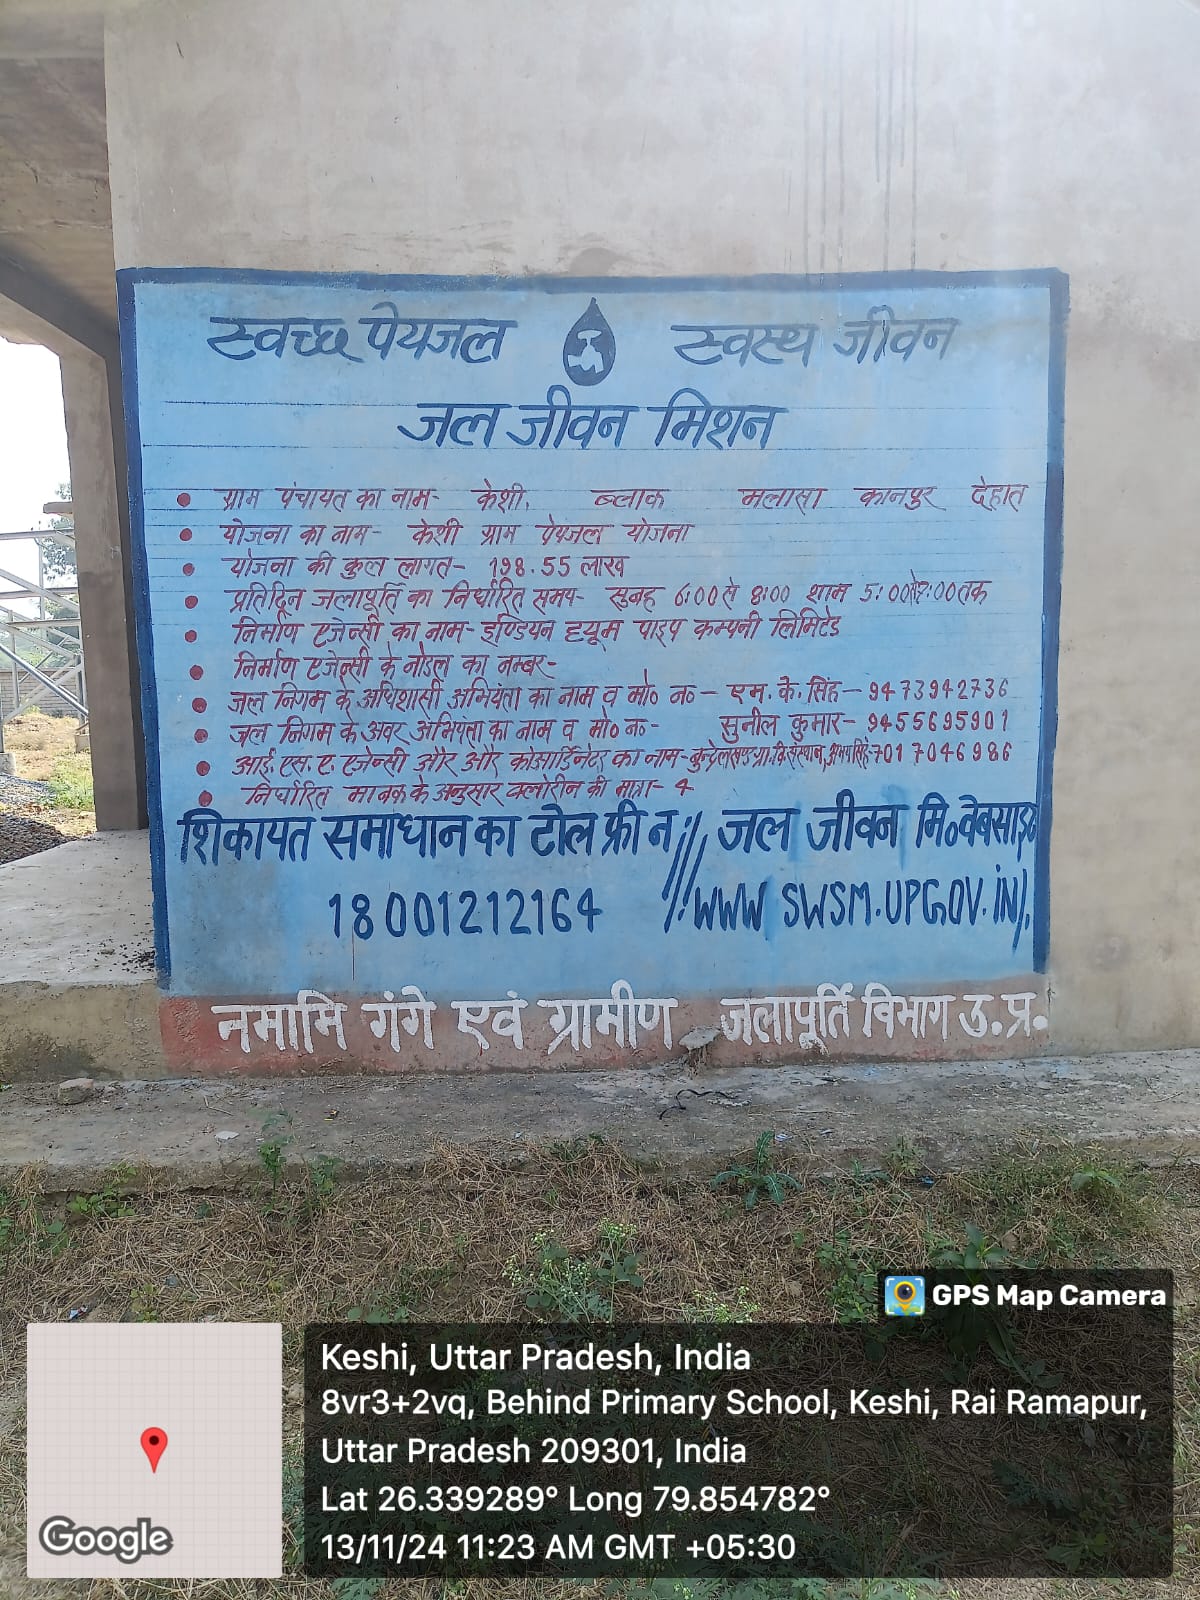 स्वच्छ पेयजल स्वस्थ जीवन
जल जीवन मिशन
• ग्राम पंचायत का नाम- केशी, ब्लाक मलासा कानपुर देहात
• योजना का नाम- केशी ग्राम पेयजल योजना
• योजना की कुल लागत- 198.55 लाख
• प्रतिदिन जलापूर्ति का निर्धारित समय- सुबह 6:00 से 8:00 शाम 5:00 से 7:00 तक
• निर्माण एजेन्सी का नाम- इण्डियन ह्यूम पाइप कम्पनी लिमिटेड
• निर्माण एजेन्सी के नोडल का नम्बर-
• जल निगम के अधिशासी अभियंता का नाम व मो० न० - एम. के. सिंह - 9473942736
• जल निगम के अवर अभियंता का नाम व मो० न० - सुनील कुमार - 9455695901
• आई. एस. ए. एजेन्सी और और कोआर्डिनेटर का नाम- 7017046986
• निर्धारित मानक के अनुसार क्लोरीन की मात्रा- 4
शिकायत समाधान का टोल फ्री न. // जल जीवन मि० वेबसाइट
18001212164 //WWW SWSM.UPGOV.iN/.
नमामि गंगे एवं ग्रामीण जलापूर्ति विभाग उ. प्र.
GPS Map Camera
Keshi, Uttar Pradesh, India
8vr3+2vq, Behind Primary School, Keshi, Rai Ramapur,
Uttar Pradesh 209301, India
Lat 26.339289° Long 79.854782°
13/11/24 11:23 AM GMT +05:30
Google